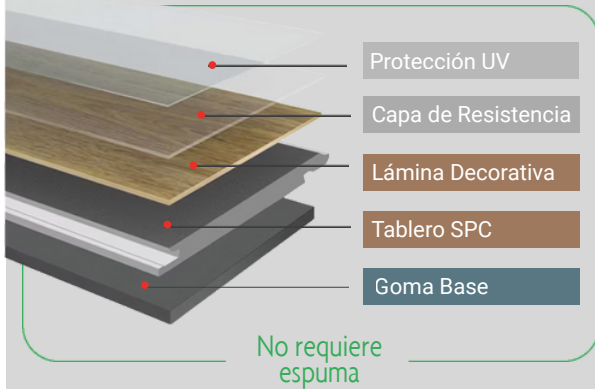 Protección UV
Capa de Resistencia
Lámina Decorativa
Tablero SPC
Goma Base
No requiere
espuma